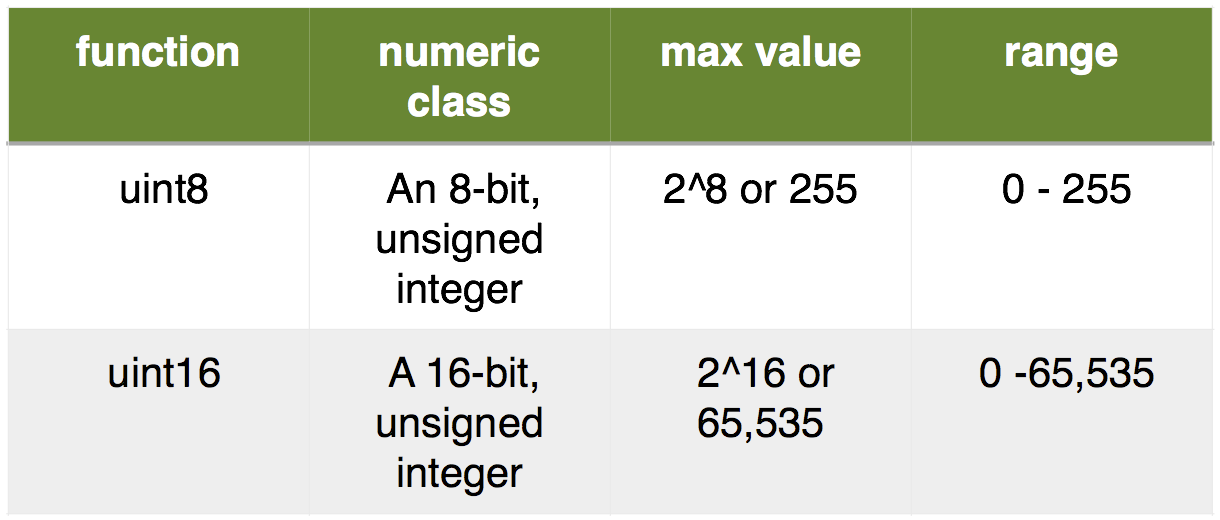 function
numeric
class
max value
range
uint8
An 8-bit,
unsigned
integer
2^8 or 255
0 - 255
uint16
A 16-bit,
unsigned
integer
2^16 or
65,535
0 -65,535